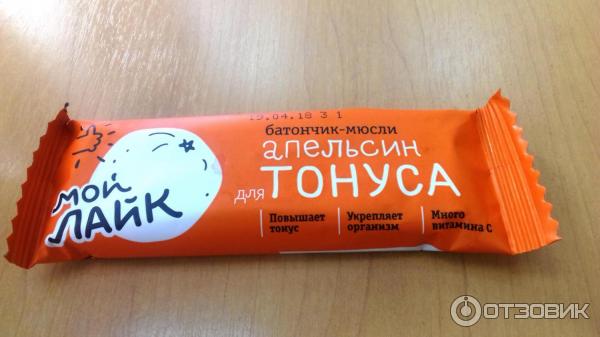 19.04.18 3 1
батончик-мюсли
апельсин
для ТОНУСА
МОЙ
ЛАЙК
Повышает
тонус
Укрепляет
организм
Много
витамина C
ОТЗОВИК